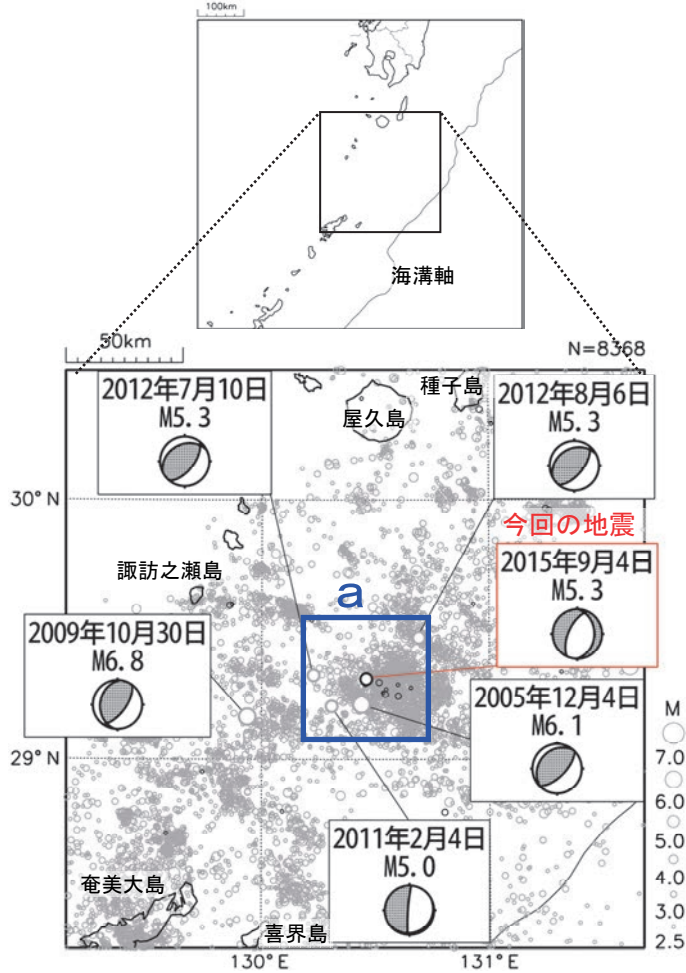 100km
海溝軸
50km
N=8368
2012年7月10日
M5.3
屋久島
種子島
2012年8月6日
M5.3
30°N
今回の地震
2015年9月4日
M5.3
諏訪之瀬島
a
2009年10月30日
M6.8
2005年12月4日
M6.1
29°N
M
7.0
6.0
5.0
4.0
3.0
2.5
2011年2月4日
M5.0
奄美大島
喜界島
130°E
131°E